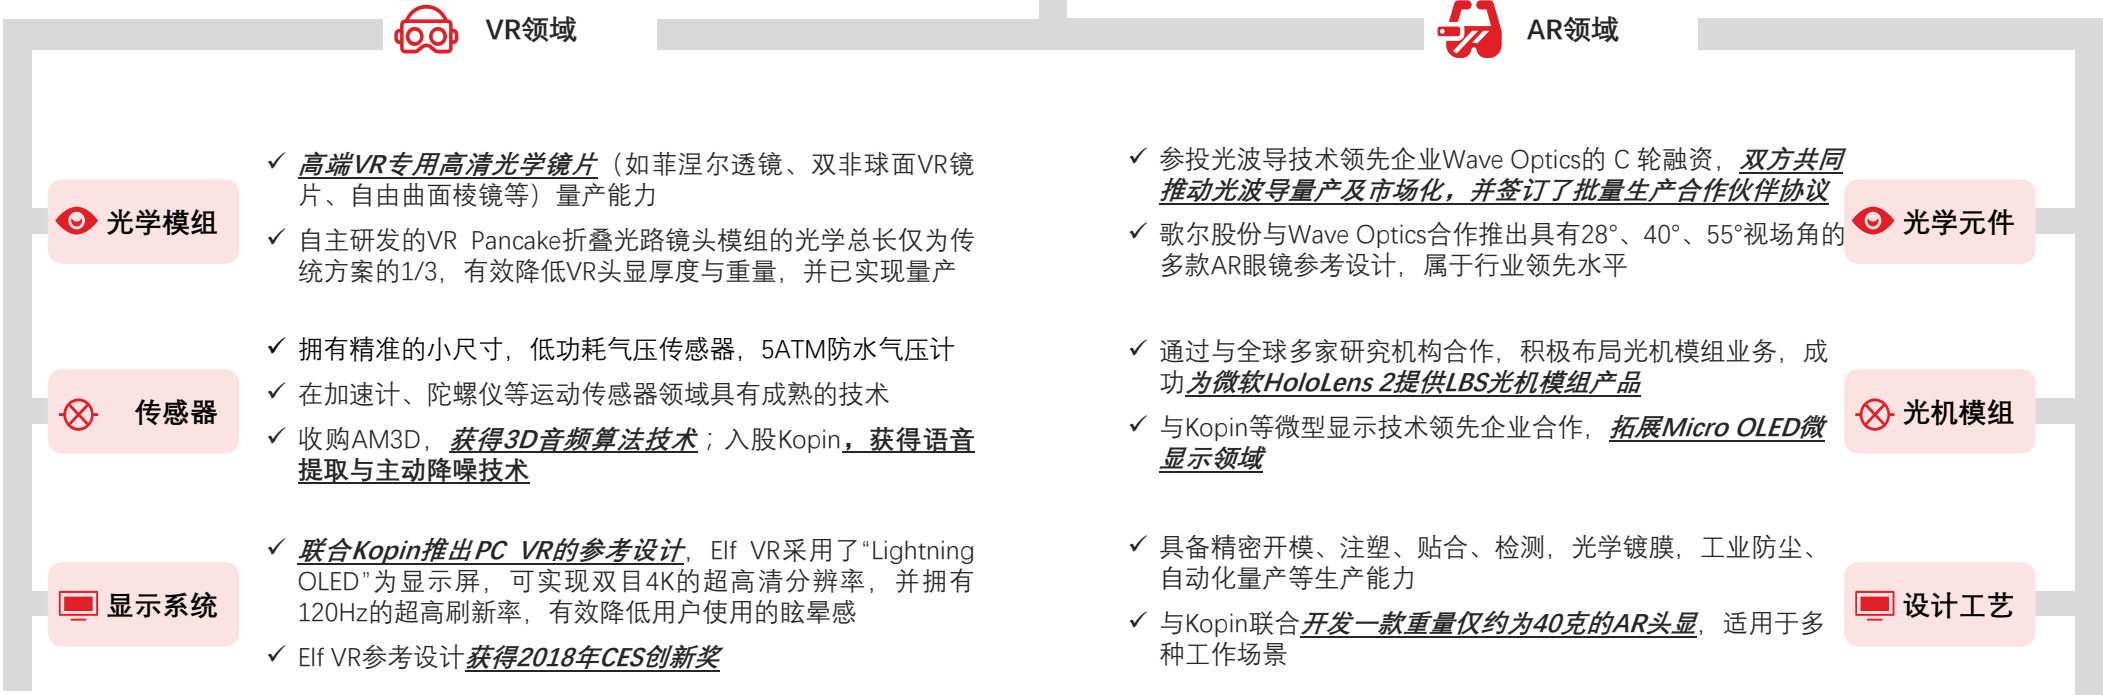 VR领域
光学模组
高端VR专用高清光学镜片（如菲涅尔透镜、双非球面VR镜
片、自由曲面棱镜等）量产能力
自主研发的VR Pancake折叠光路镜头模组的光学总长仅为传
统方案的1/3，有效降低VR头显厚度与重量，并已实现量产
传感器
拥有精准的小尺寸，低功耗气压传感器，5ATM防水气压计
在加速计、陀螺仪等运动传感器领域具有成熟的技术
收购AM3D，获得3D音频算法技术；入股Kopin，获得语音
提取与主动降噪技术
显示系统
联合Kopin推出PC VR的参考设计，Elf VR采用了“Lightning
OLED”为显示屏，可实现双目4K的超高清分辨率，并拥有
120Hz的超高刷新率，有效降低用户使用的眩晕感
Elf VR参考设计获得2018年CES创新奖
AR领域
参投光波导技术领先企业Wave Optics的 C 轮融资，双方共同
推动光波导量产及市场化，并签订了批量生产合作伙伴协议
歌尔股份与Wave Optics合作推出具有28°、40°、55°视场角的
多款AR眼镜参考设计，属于行业领先水平
光学元件
通过与全球多家研究机构合作，积极布局光机模组业务，成
功为微软HoloLens 2提供LBS光机模组产品
与Kopin等微型显示技术领先企业合作，拓展Micro OLED微
显示领域
光机模组
具备精密开模、注塑、贴合、检测，光学镀膜，工业防尘、
自动化量产等生产能力
与Kopin联合开发一款重量仅约为40克的AR头显，适用于多
种工作场景
设计工艺